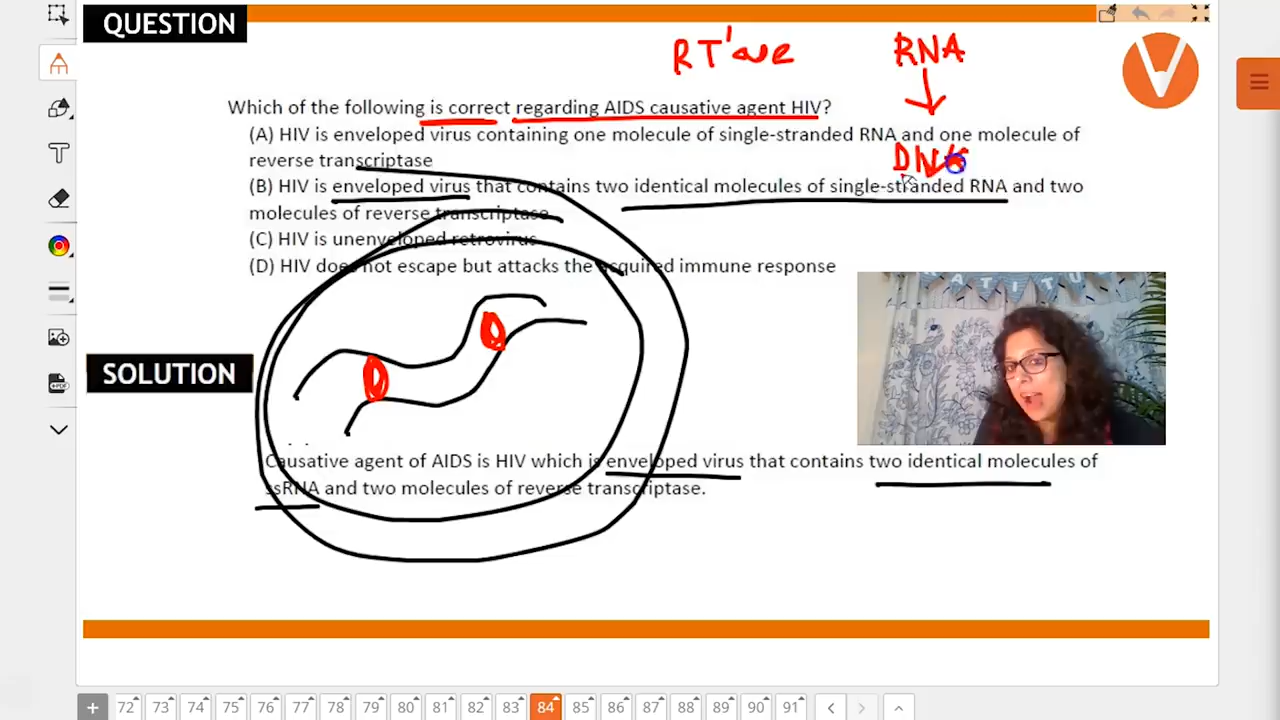 QUESTION
RT'ase
RNA
DNA
Which of the following is correct regarding AIDS causative agent HIV?
(A) HIV is enveloped virus containing one molecule of single-stranded RNA and one molecule of
reverse transcriptase
(B) HIV is enveloped virus that contains two identical molecules of single-stranded RNA and two
molecules of reverse transcriptase
(C) HIV is unenveloped retrovirus
(D) HIV does not escape but attacks the acquired immune response
SOLUTION
Causative agent of AIDS is HIV which is enveloped virus that contains two identical molecules of
ssRNA and two molecules of reverse transcriptase.
72 73 74 75 76 77 78 79 80 81 82 83 84 85 86 87 88 89 90 91